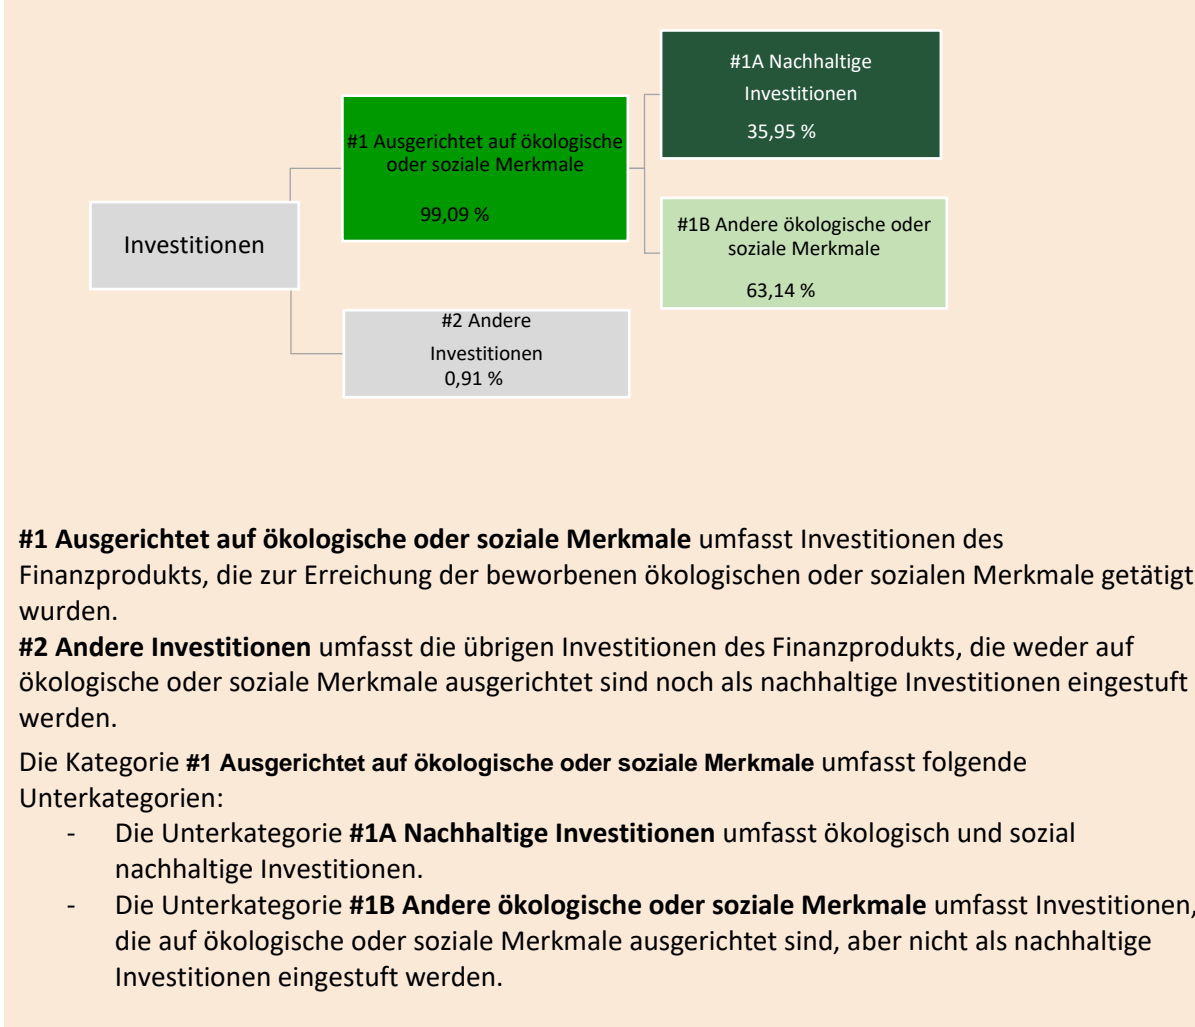 #1A Nachhaltige
Investitionen
35,95 %
#1 Ausgerichtet auf ökologische
oder soziale Merkmale
99,09 %
#1B Andere ökologische oder
soziale Merkmale
63,14 %
Investitionen
#2 Andere
Investitionen
0,91 %
#1 Ausgerichtet auf ökologische oder soziale Merkmale umfasst Investitionen des
Finanzprodukts, die zur Erreichung der beworbenen ökologischen oder sozialen Merkmale getätigt
wurden.
#2 Andere Investitionen umfasst die übrigen Investitionen des Finanzprodukts, die weder auf
ökologische oder soziale Merkmale ausgerichtet sind noch als nachhaltige Investitionen eingestuft
werden.
Die Kategorie #1 Ausgerichtet auf ökologische oder soziale Merkmale umfasst folgende
Unterkategorien:
- Die Unterkategorie #1A Nachhaltige Investitionen umfasst ökologisch und sozial
nachhaltige Investitionen.
- Die Unterkategorie #1B Andere ökologische oder soziale Merkmale umfasst Investitionen,
die auf ökologische oder soziale Merkmale ausgerichtet sind, aber nicht als nachhaltige
Investitionen eingestuft werden.